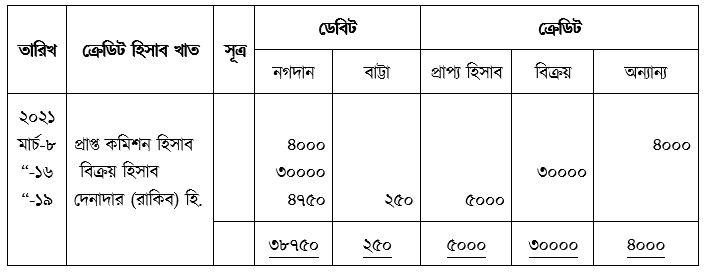 তারিখ ক্রেডিট হিসাব খাত সূত্র ডেবিট ক্রেডিট
নগদান বাট্টা প্রাপ্য হিসাব বিক্রয় অন্যান্য
২০২১
মার্চ-৮ প্রাপ্ত কমিশন হিসাব ৪০০০ ৪০০০
“-১৬ বিক্রয় হিসাব ৩০০০০ ৩০০০০
“-১৯ দেনাদার (রাকিব) হি. ৪৭৫০ ২৫০ ৫০০০
৩৮৭৫০ ২৫০ ৫০০০ ৩০০০০ ৪০০০